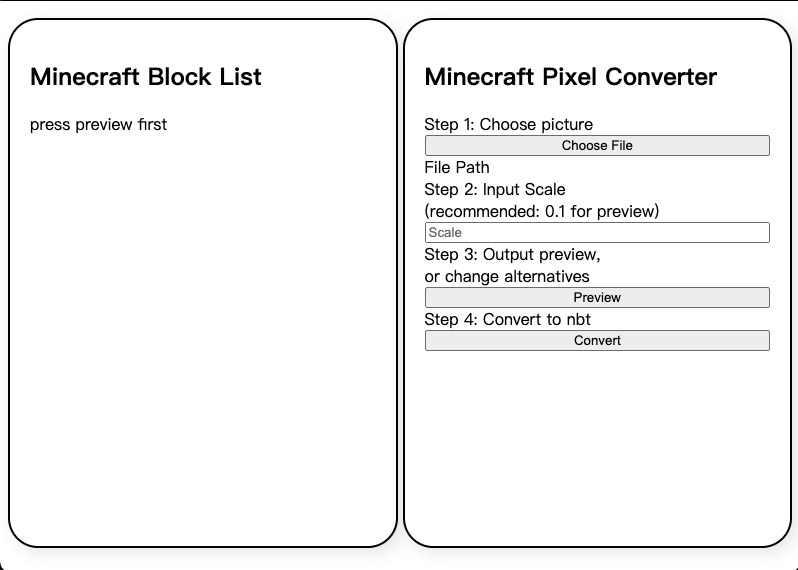 Minecraft Block List
press preview first
Minecraft Pixel Converter
Step 1: Choose picture
Choose File
File Path
Step 2: Input Scale
(recommended: 0.1 for preview)
Scale
Step 3: Output preview,
or change alternatives
Preview
Step 4: Convert to nbt
Convert